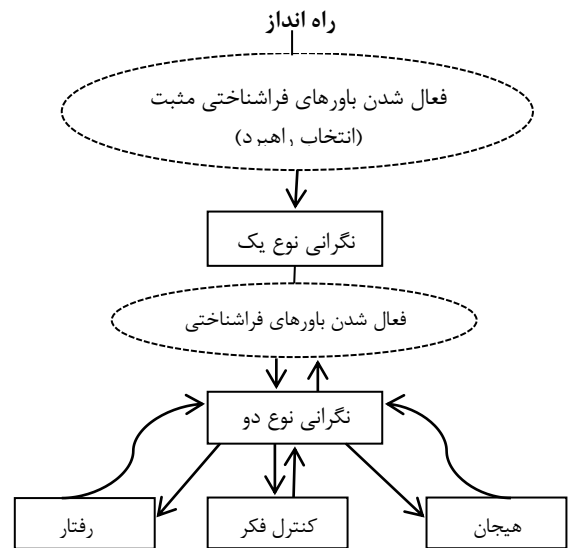 راه انداز
فعال شدن باورهای فراشناختی مثبت
(انتخاب راهبرد)
نگرانی نوع یک
فعال شدن باورهای فراشناختی
نگرانی نوع دو
هیجان
کنترل فکر
رفتار